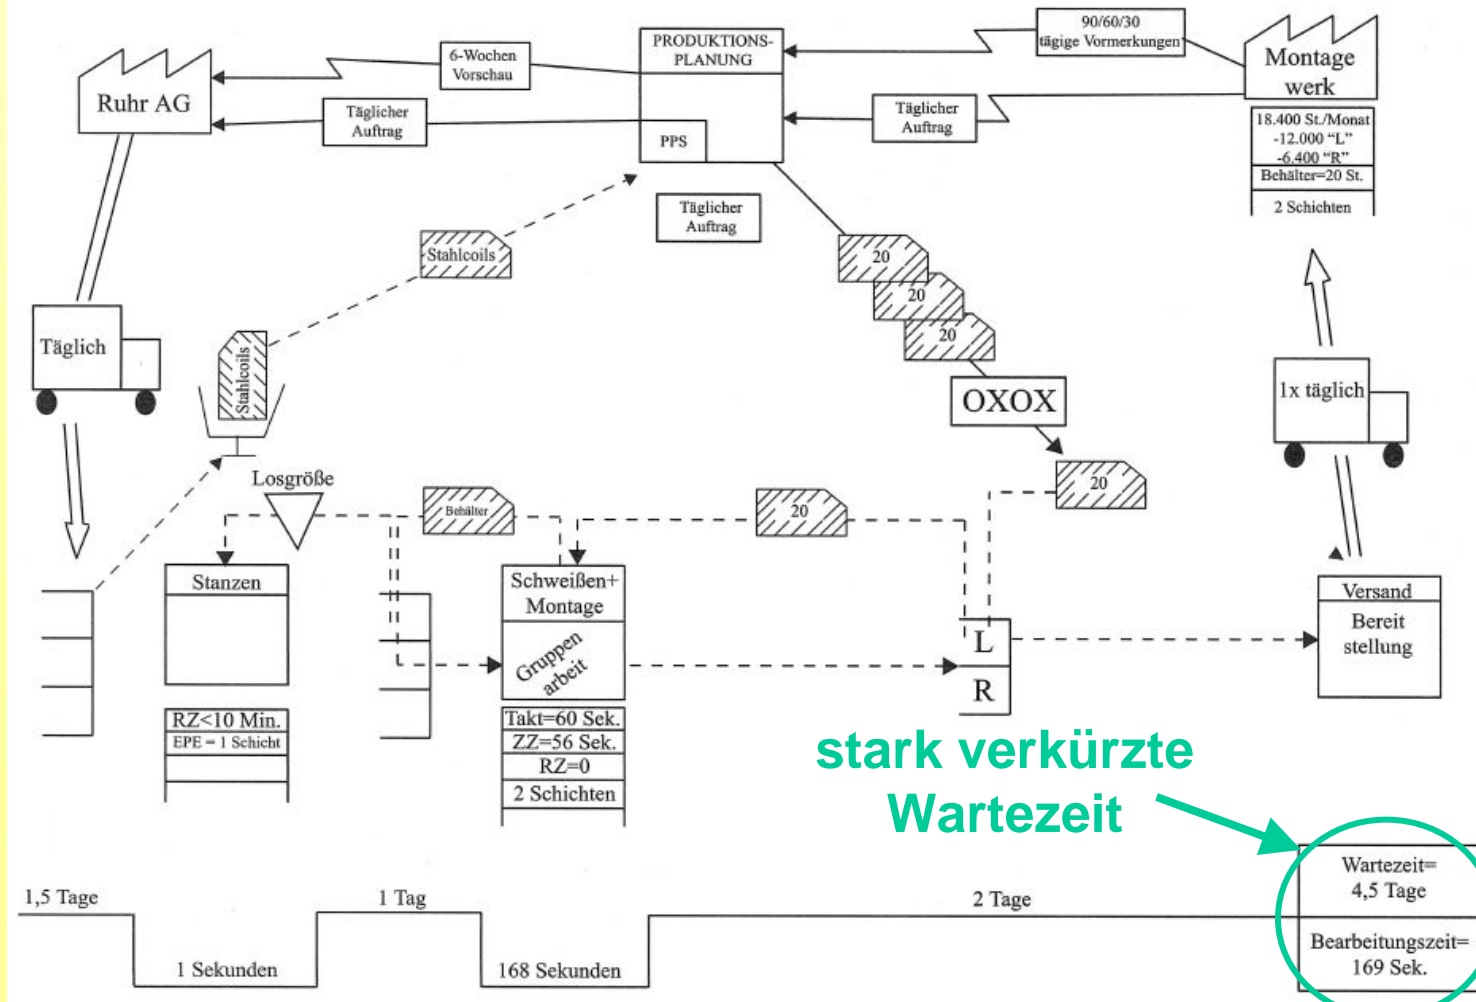 90/60/30
tägige Vormerkungen
PRODUKTIONS-
PLANUNG
6-Wochen
Vorschau
Montage
werk
Ruhr AG
Täglicher
Auftrag
Täglicher
Auftrag
PPS
18.400 St./Monat
-12.000 “L”
-6.400 “R”
Behälter=20 St.
2 Schichten
Täglicher
Auftrag
Stahlcoils
20
20
20
Täglich
Stahlcoils
OXOX
1x täglich
Losgröße
20
Behälter
20
Stanzen
Schweißen+
Montage
Gruppen
arbeit
Versand
Bereit
stellung
L
R
RZ<10 Min.
EPE = 1 Schicht
Takt=60 Sek.
ZZ=56 Sek.
RZ=0
2 Schichten
stark verkürzte
Wartezeit
Wartezeit=
4,5 Tage
1,5 Tage
1 Tag
2 Tage
Bearbeitungszeit=
169 Sek.
1 Sekunden
168 Sekunden